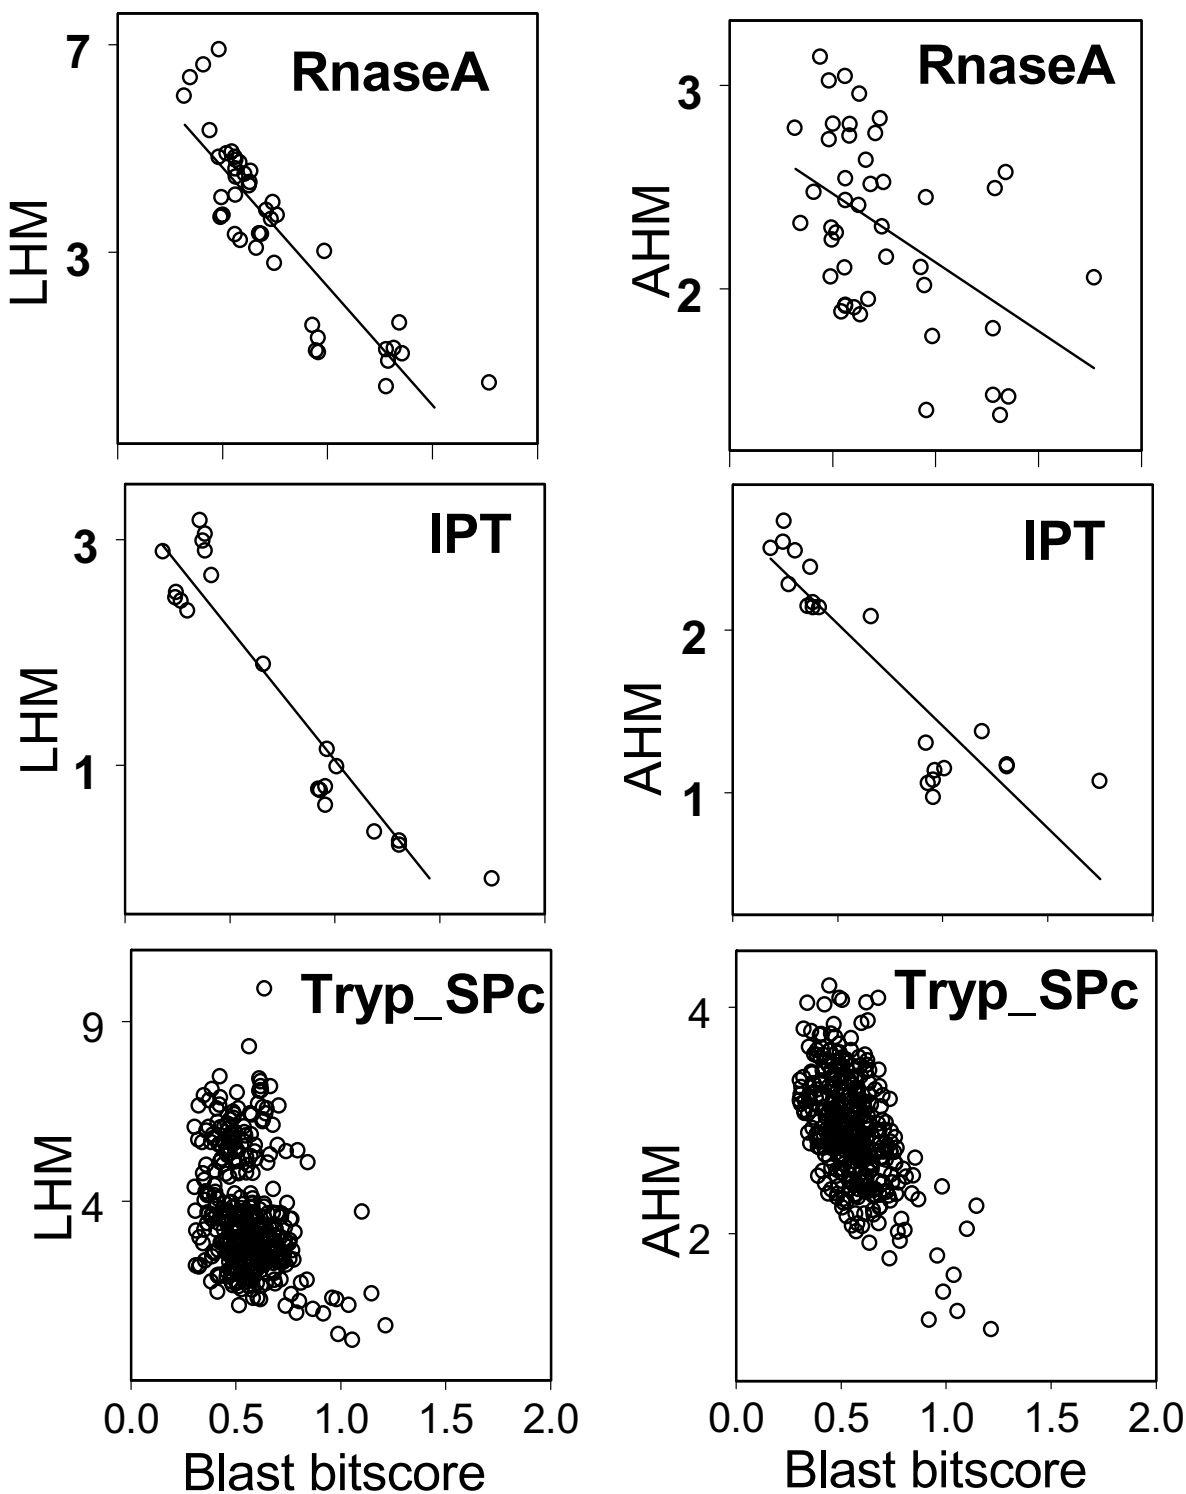 RnaseA
7
3
LHM
RnaseA
3
2
AHM
IPT
3
1
LHM
IPT
2
1
AHM
Tryp_SPc
9
4
LHM
0.0 0.5 1.0 1.5 2.0
Blast bitscore
Tryp_SPc
4
2
AHM
0.0 0.5 1.0 1.5 2.0
Blast bitscore